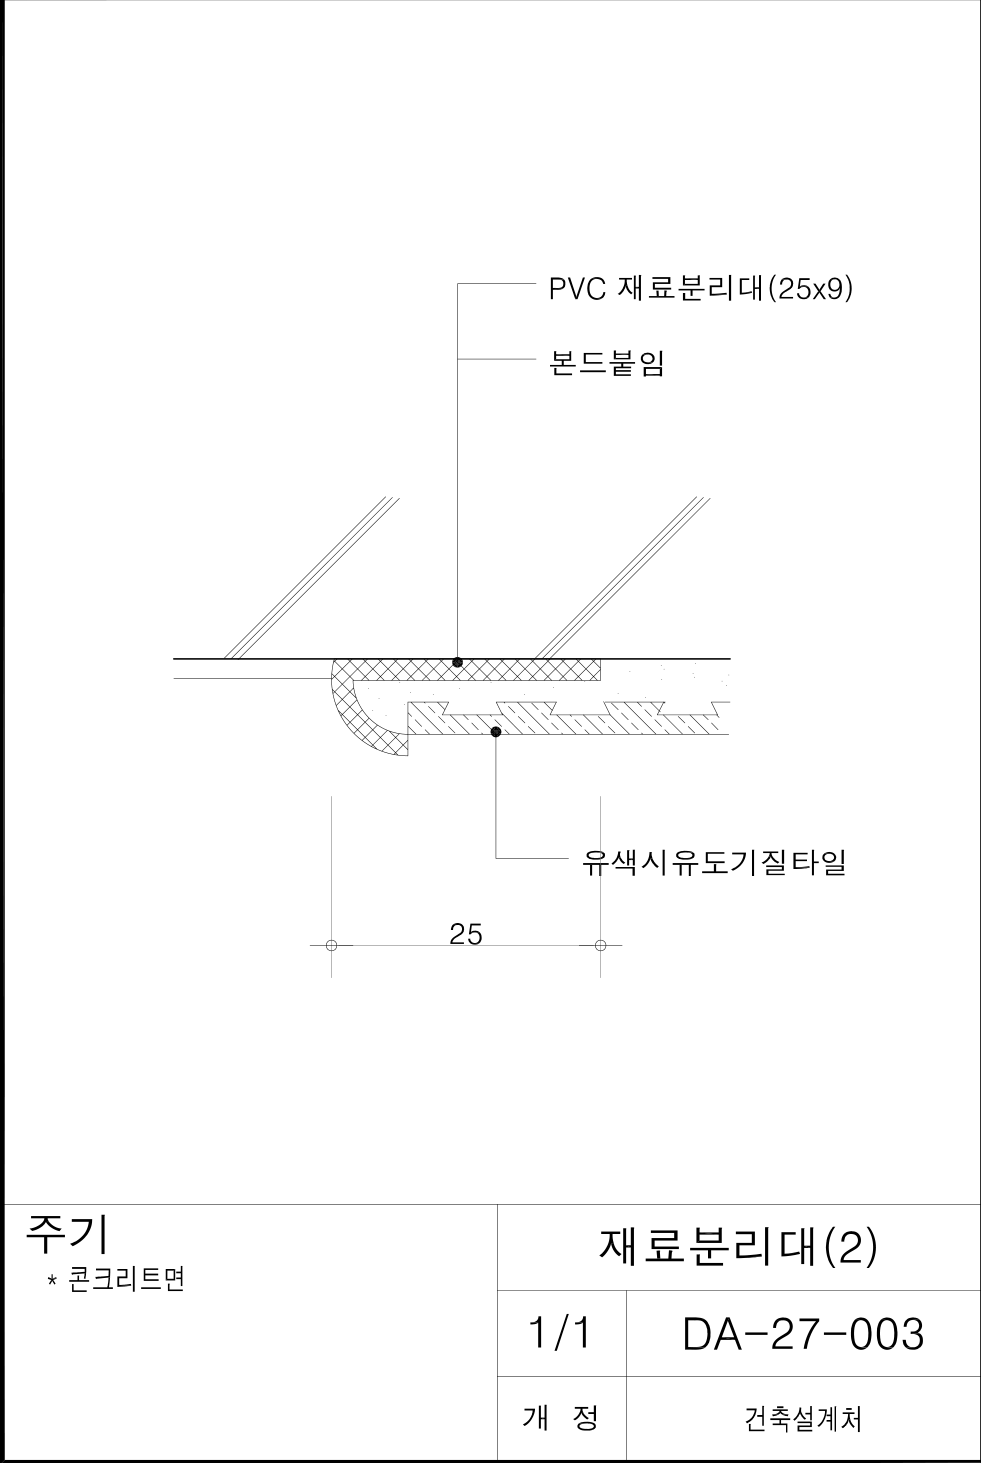 PVC 재료분리대(25x9)
본드붙임
유색시유도기질타일
25
주기
* 콘크리트면
재료분리대(2)
1/1
DA-27-003
개 정
건축설계처